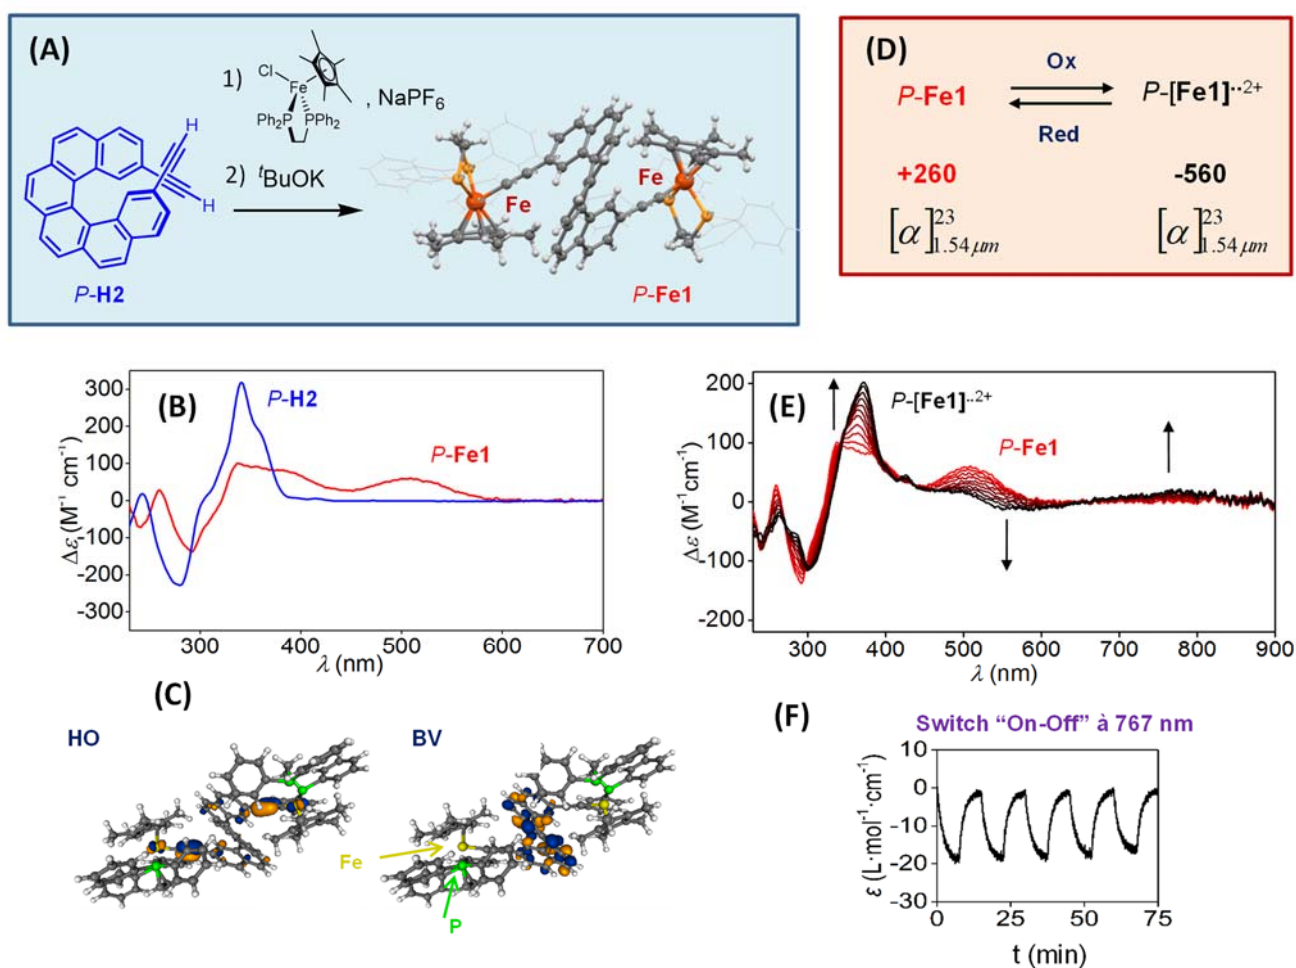 (A)
1)
Cl
Fe
Ph2P
PPh2
, NaPF6
2) tBuOK
H
H
Fe
Fe
P-H2
P-Fe1
(D)
P-Fe1
Ox
Red
P-[Fe1]··2+
+260
-560
[α]23 1.54 μm
[α]23 1.54 μm
(B)
P-H2
P-Fe1
300
200
100
0
-100
-200
-300
Δε (M-1 cm-1)
300
400
500
600
700
λ (nm)
(E)
P-[Fe1]..2+
P-Fe1
200
100
0
-100
-200
Δε (M-1cm-1)
300
400
500
600
700
800
900
λ (nm)
(C)
HO
BV
Fe
P
(F)
Switch “On-Off” à 767 nm
10
0
-10
-20
-30
ε (L·mol-1·cm-1)
0
25
50
75
t (min)